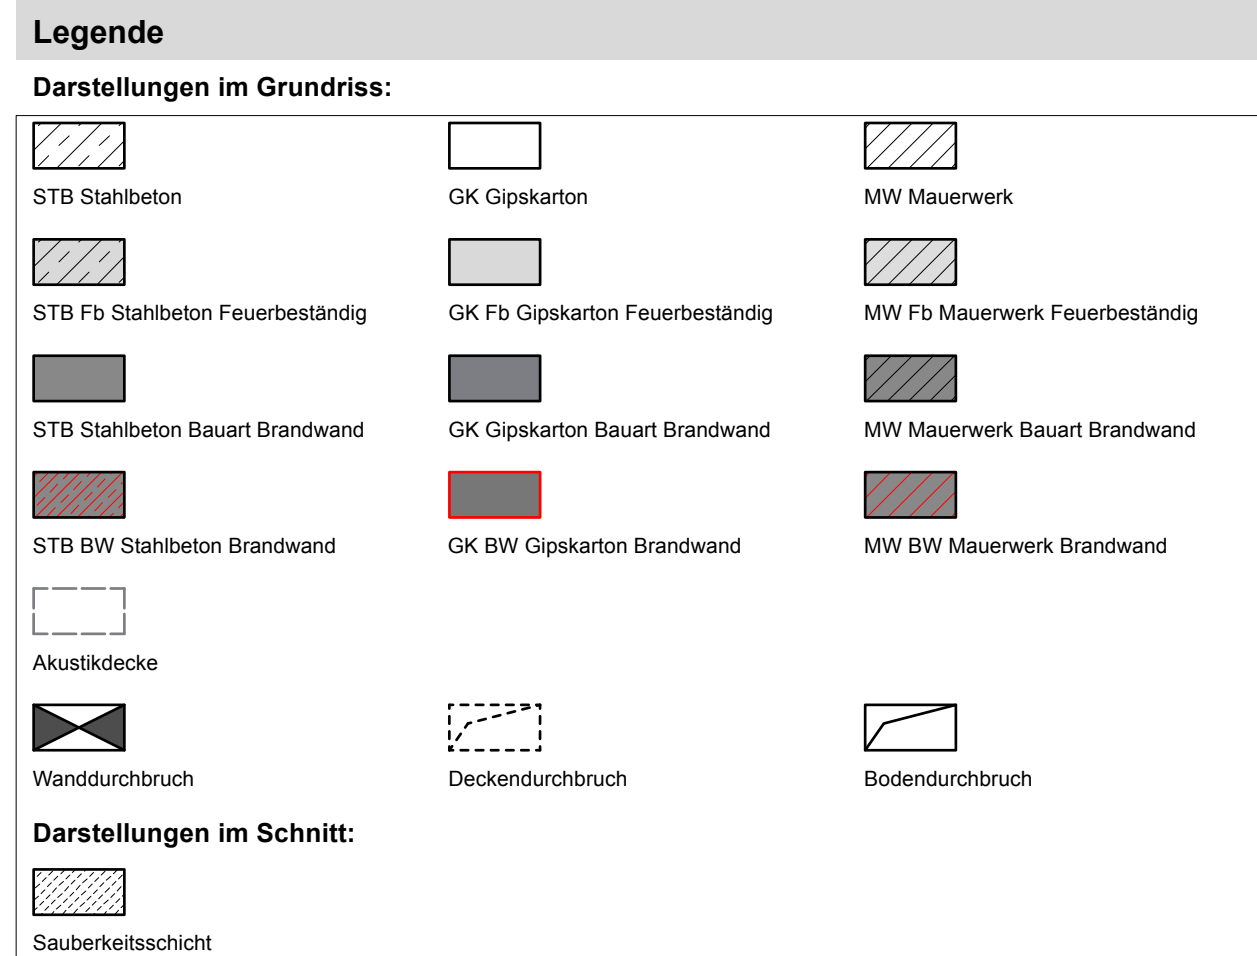 Legende
Darstellungen im Grundriss:
STB Stahlbeton
GK Gipskarton
MW Mauerwerk
STB Fb Stahlbeton Feuerbeständig
GK Fb Gipskarton Feuerbeständig
MW Fb Mauerwerk Feuerbeständig
STB Stahlbeton Bauart Brandwand
GK Gipskarton Bauart Brandwand
MW Mauerwerk Bauart Brandwand
STB BW Stahlbeton Brandwand
GK BW Gipskarton Brandwand
MW BW Mauerwerk Brandwand
Akustikdecke
Wanddurchbruch
Deckendurchbruch
Bodendurchbruch
Darstellungen im Schnitt:
Sauberkeitsschicht